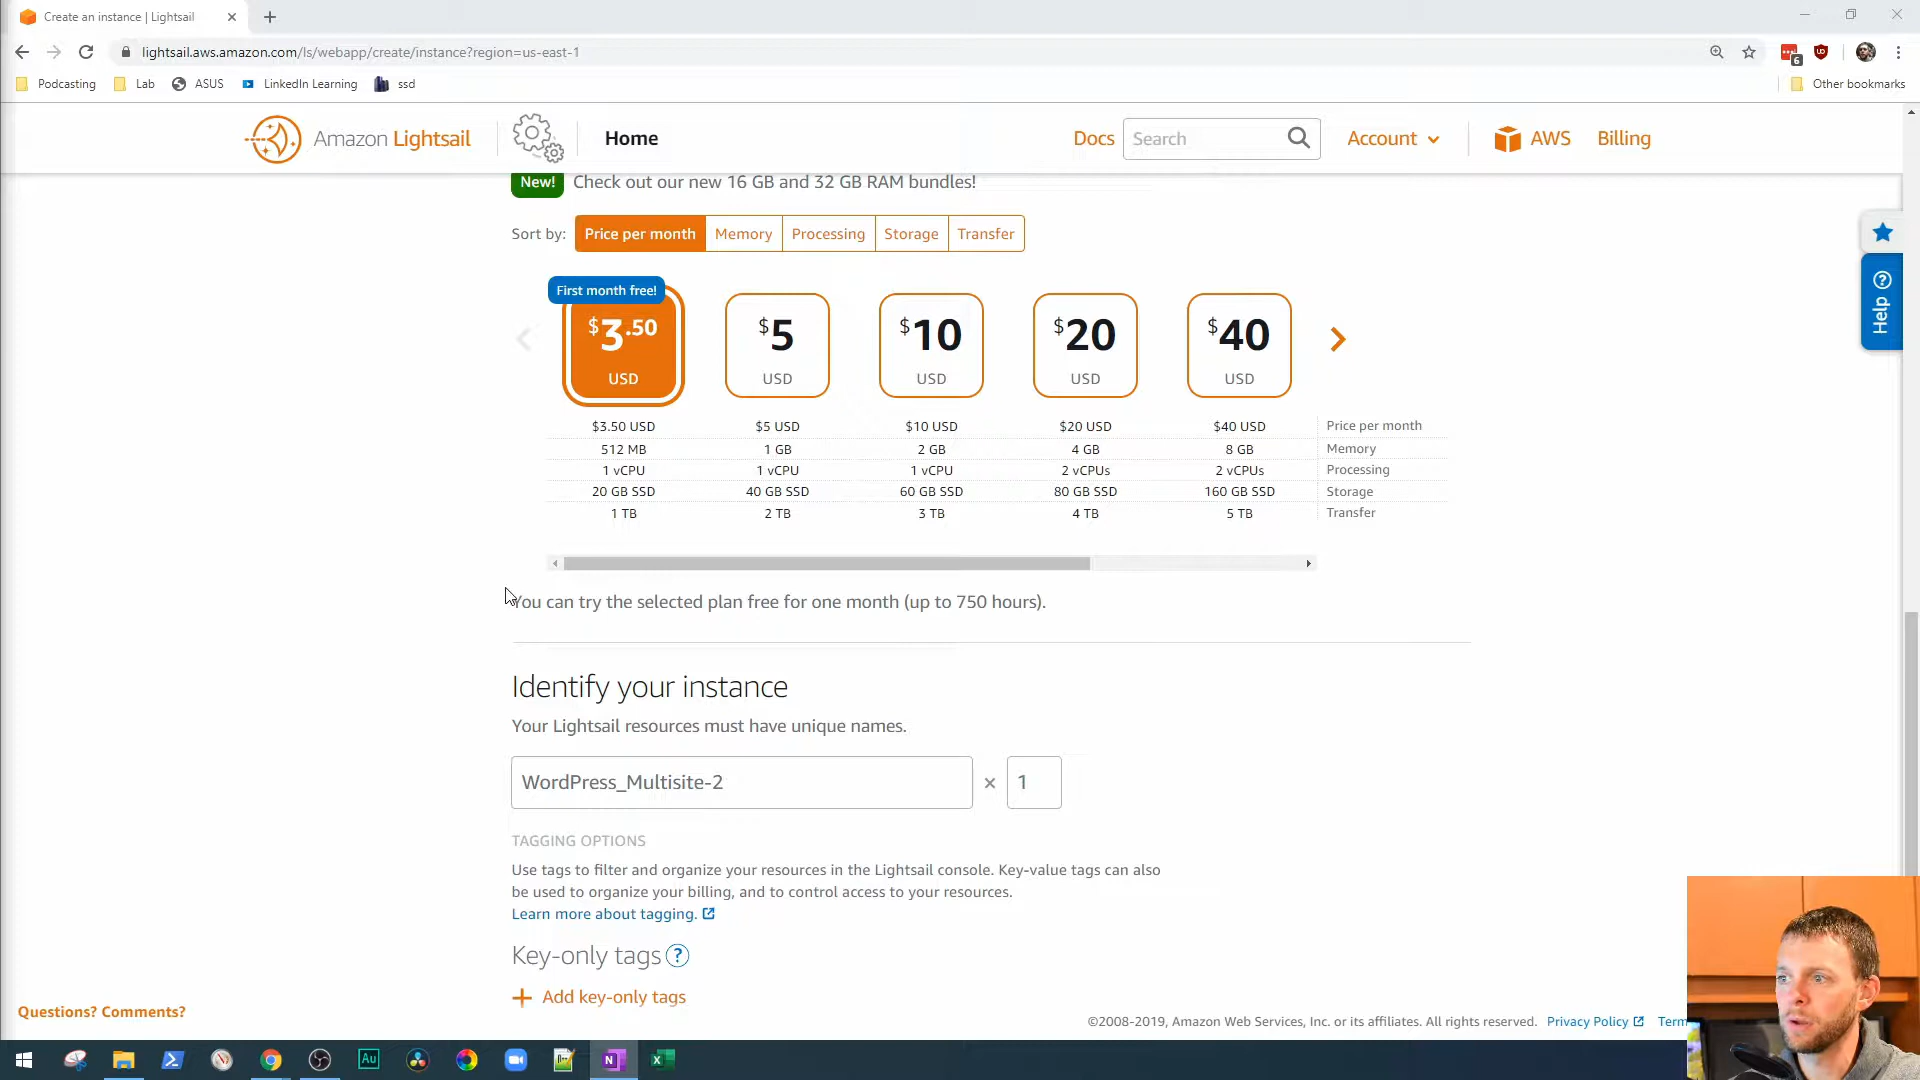 Create an instance | Lightsail
lightsail.aws.amazon.com/ls/webapp/create/instance?region=us-east-1
6
Podcasting Lab ASUS LinkedIn Learning ssd Other bookmarks
Amazon Lightsail Home Docs Search Account AWS Billing
New! Check out our new 16 GB and 32 GB RAM bundles!
Sort by: Price per month Memory Processing Storage Transfer
Help
First month free!
$3.50 $5 $10 $20 $40
USD USD USD USD USD
$3.50 USD $5 USD $10 USD $20 USD $40 USD Price per month
512 MB 1 GB 2 GB 4 GB 8 GB Memory
1 vCPU 1 vCPU 1 vCPU 2 vCPUs 2 vCPUs Processing
20 GB SSD 40 GB SSD 60 GB SSD 80 GB SSD 160 GB SSD Storage
1 TB 2 TB 3 TB 4 TB 5 TB Transfer
You can try the selected plan free for one month (up to 750 hours).
Identify your instance
Your Lightsail resources must have unique names.
WordPress_Multisite-2 × 1
TAGGING OPTIONS
Use tags to filter and organize your resources in the Lightsail console. Key-value tags can also
be used to organize your billing, and to control access to your resources.
Learn more about tagging.
Key-only tags ?
+ Add key-only tags
Questions? Comments?
©2008-2019, Amazon Web Services, Inc. or its affiliates. All rights reserved. Privacy Policy Term
Au N X